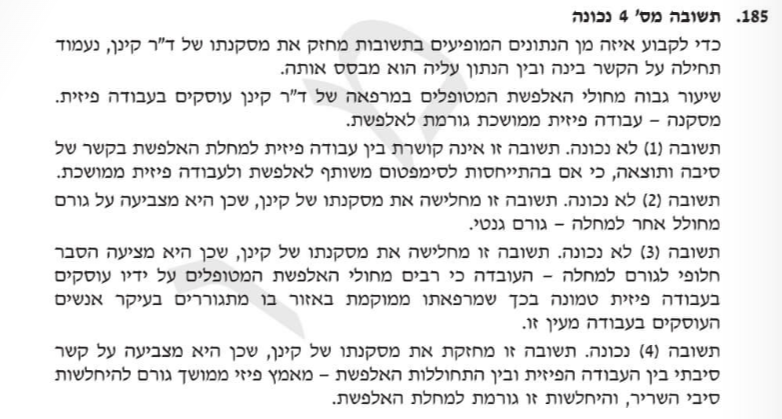 185. תשובה מס' 4 נכונה
כדי לקבוע איזה מן הנתונים המופיעים בתשובות מחזק את מסקנתו של ד"ר קינן, נעמוד
תחילה על הקשר בינה ובין הנתון עליה הוא מבסס אותה.
שיעור גבוה מחולי האלפשת המטופלים במרפאה של ד"ר קינן עוסקים בעבודה פיזית.
מסקנה – עבודה פיזית ממושכת גורמת לאלפשת.
תשובה (1) לא נכונה. תשובה זו אינה קושרת בין עבודה פיזית למחלת האלפשת בקשר של
סיבה ותוצאה, כי אם בהתייחסות לסימפטום משותף לאלפשת ולעבודה פיזית ממושכת.
תשובה (2) לא נכונה. תשובה זו מחלישה את מסקנתו של קינן, שכן היא מצביעה על גורם
מחולל אחר למחלה – גורם גנטי.
תשובה (3) לא נכונה. תשובה זו מחלישה את מסקנתו של קינן, שכן היא מציעה הסבר
חלופי לגורם למחלה – העובדה כי רבים מחולי האלפשת המטופלים על ידיו עוסקים
בעבודה פיזית טמונה בכך שמרפאתו ממוקמת באזור בו מתגוררים בעיקר אנשים
העוסקים בעבודה מעין זו.
תשובה (4) נכונה. תשובה זו מחזקת את מסקנתו של קינן, שכן היא מצביעה על קשר
סיבתי בין העבודה הפיזית ובין התחוללות האלפשת – מאמץ פיזי ממושך גורם להיחלשות
סיבי השריר, והיחלשות זו גורמת למחלת האלפשת.